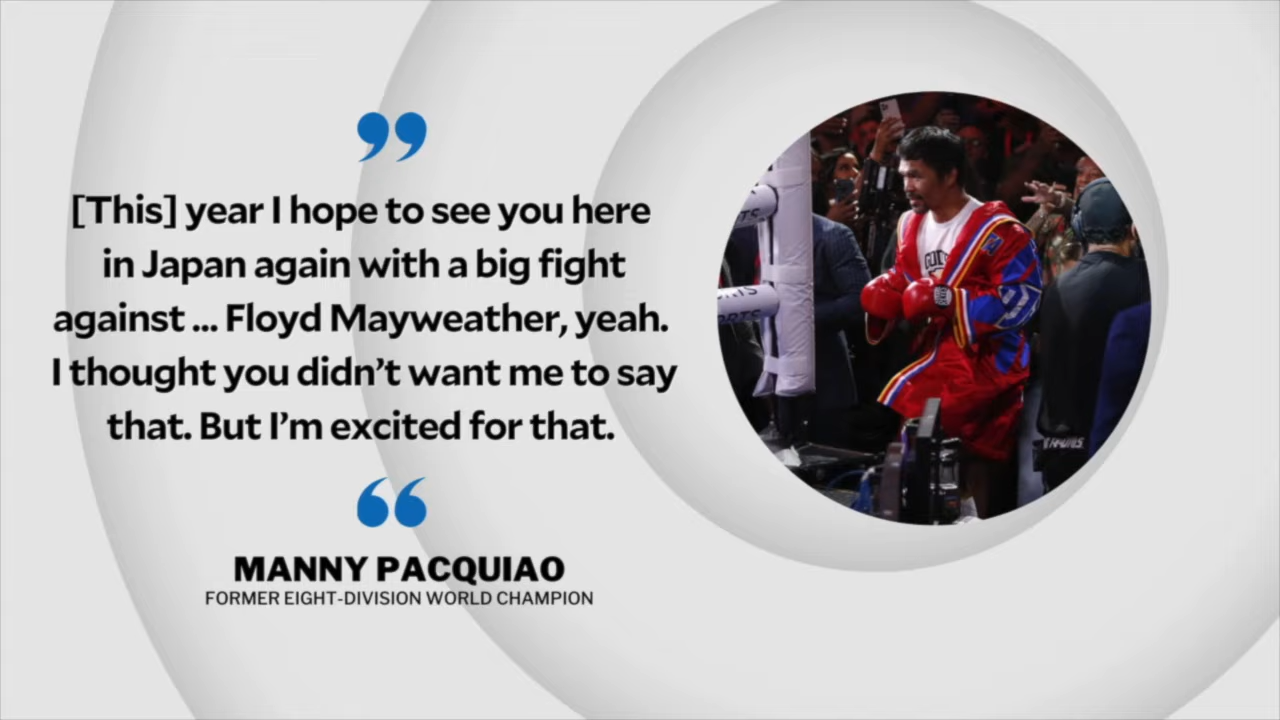 ”
[This] year I hope to see you here
in Japan again with a big fight
against ... Floyd Mayweather, yeah.
I thought you didn’t want me to say
that. But I’m excited for that.
“
MANNY PACQUIAO
FORMER EIGHT-DIVISION WORLD CHAMPION